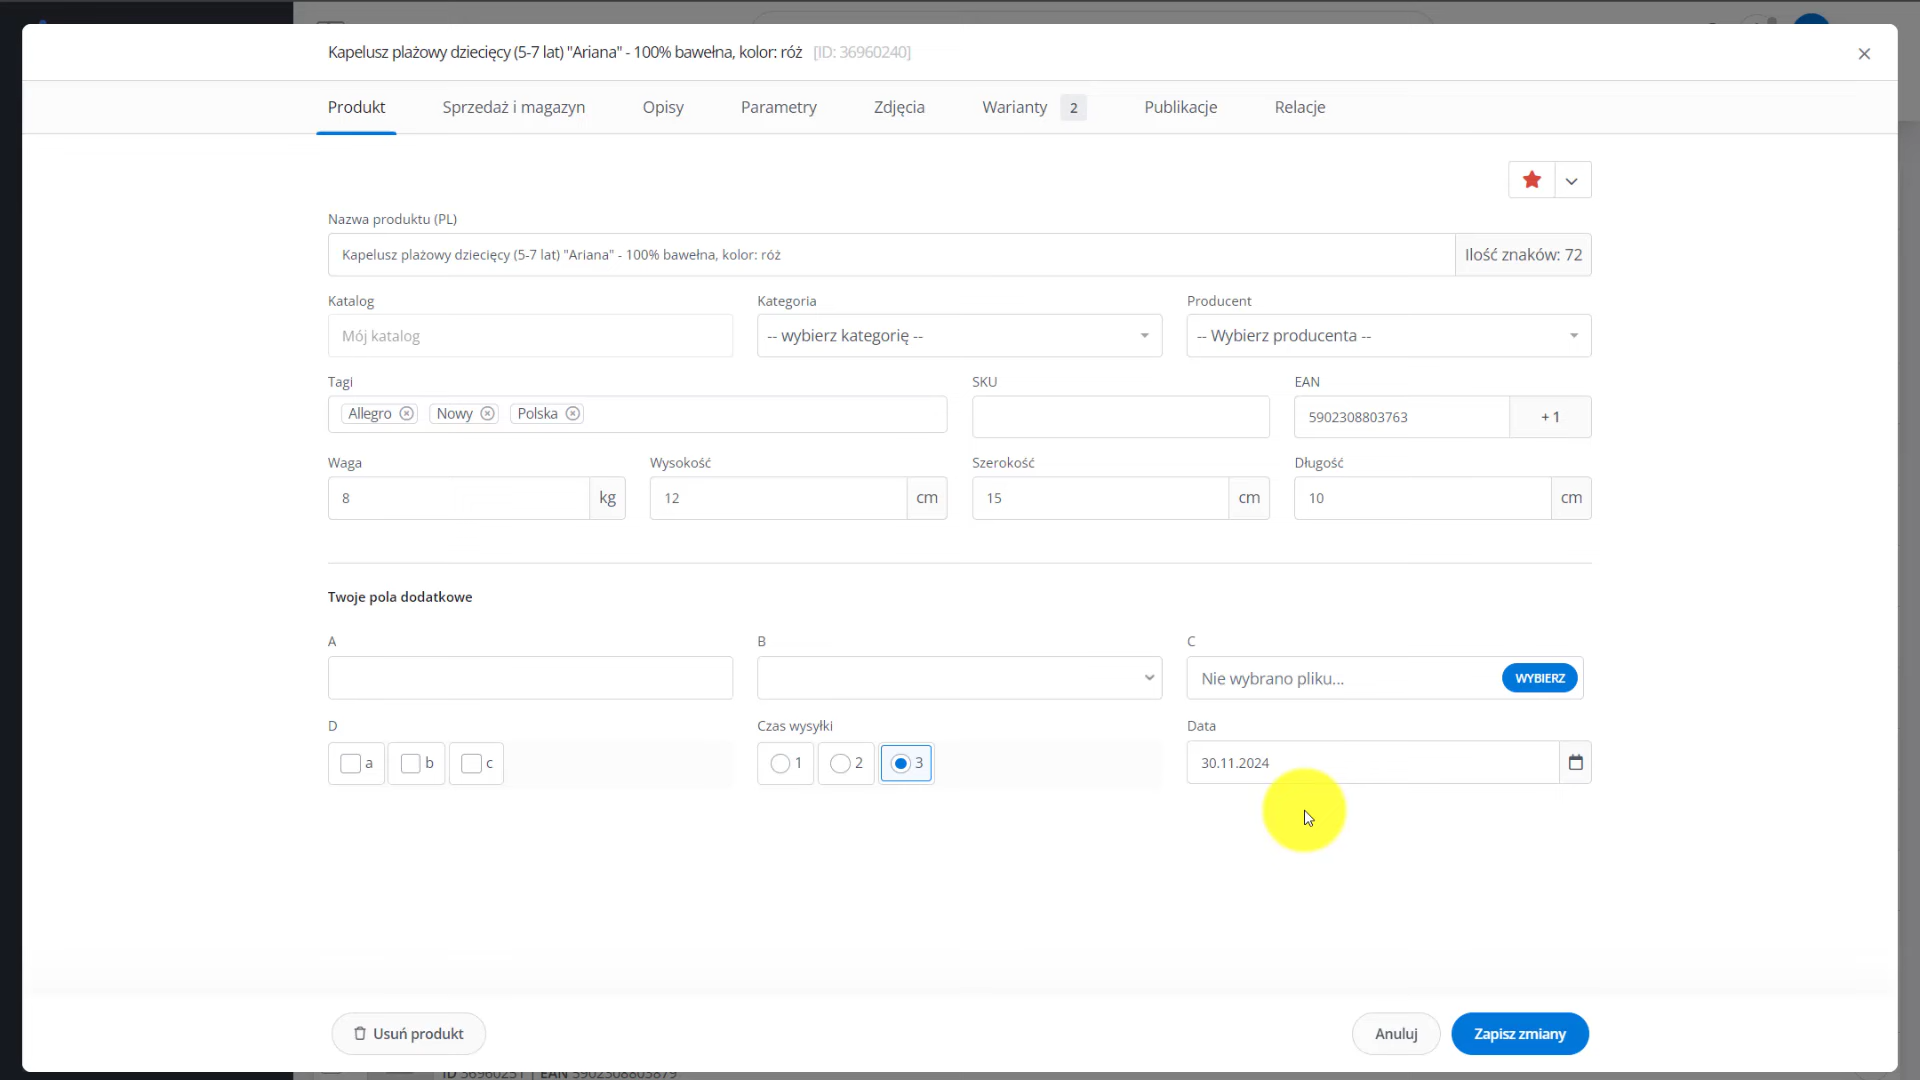 Kapelusz plażowy dziecięcy (5-7 lat) "Ariana" - 100% bawełna, kolor: róż [ID: 36960240]
Produkt Sprzedaż i magazyn Opisy Parametry Zdjęcia Warianty 2 Publikacje Relacje
Nazwa produktu (PL)
Kapelusz plażowy dziecięcy (5-7 lat) "Ariana" - 100% bawełna, kolor: róż Ilość znaków: 72
Katalog Kategoria Producent
Mój katalog -- wybierz kategorię -- -- Wybierz producenta --
Tagi SKU EAN
Allegro Nowy Polska 5902308803763 + 1
Waga Wysokość Szerokość Długość
8 kg 12 cm 15 cm 10 cm
Twoje pola dodatkowe
A B C
Nie wybrano pliku... WYBIERZ
D Czas wysyłki Data
a b c 1 2 3 30.11.2024
Usuń produkt Anuluj Zapisz zmiany